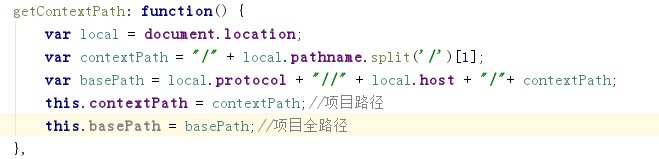 getContextPath: function() {
var local = document.location;
var contextPath = "/" + local.pathname.split('/')[1];
var basePath = local.protocol + "//" + local.host + "/"+ contextPath;
this.contextPath = contextPath;//项目路径
this.basePath = basePath;//项目全路径
},